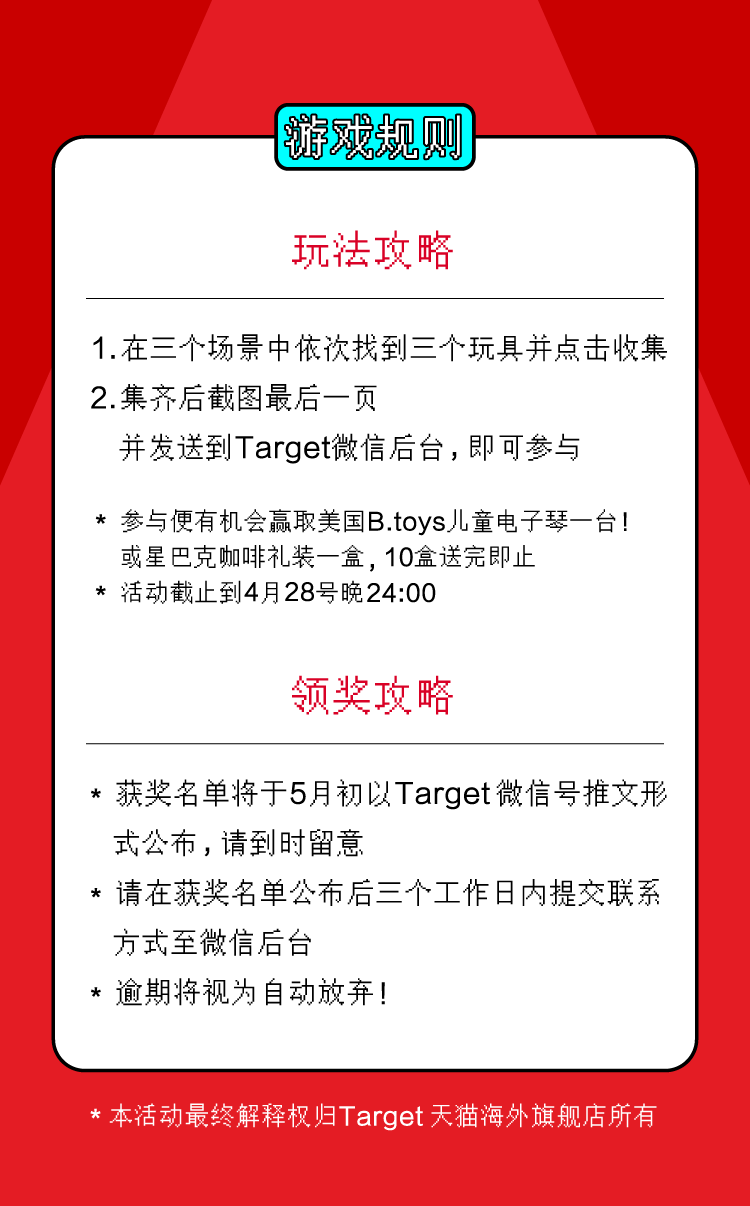 游戏规则
玩法攻略
1.在三个场景中依次找到三个玩具并点击收集
2.集齐后截图最后一页
并发送到Target微信后台,即可参与
* 参与便有机会赢取美国B.toys儿童电子琴一台!
或星巴克咖啡礼装一盒,10盒送完即止
* 活动截止到4月28号晚24:00
领奖攻略
* 获奖名单将于5月初以Target微信号推文形
式公布,请到时留意
* 请在获奖名单公布后三个工作日内提交联系
方式至微信后台
* 逾期将视为自动放弃!
* 本活动最终解释权归Target 天猫海外旗舰店所有